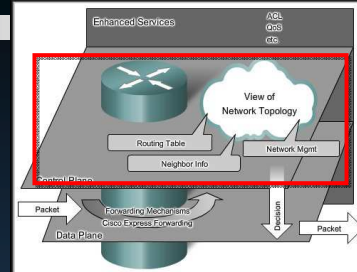 Enhanced Services
ACL
QoS
etc.
View of
Network Topology
Routing Table
Network Mgmt
Neighbor Info
Control Plane
Packet
Forwarding Mechanisms
Cisco Express Forwarding
Data Plane
Decision
Packet